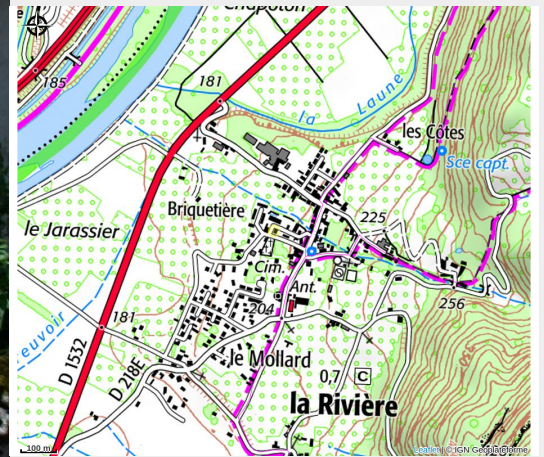 Chapoton
185
181
la Laune
les Côtes
Sce capt.
Briquetière
225
le Jarassier
Cim.
Ant.
204
256
181
D 1532
D 218E
le Mollard
0,7 C
la Rivière
100 m
Leaflet | © IGN Géoplateforme